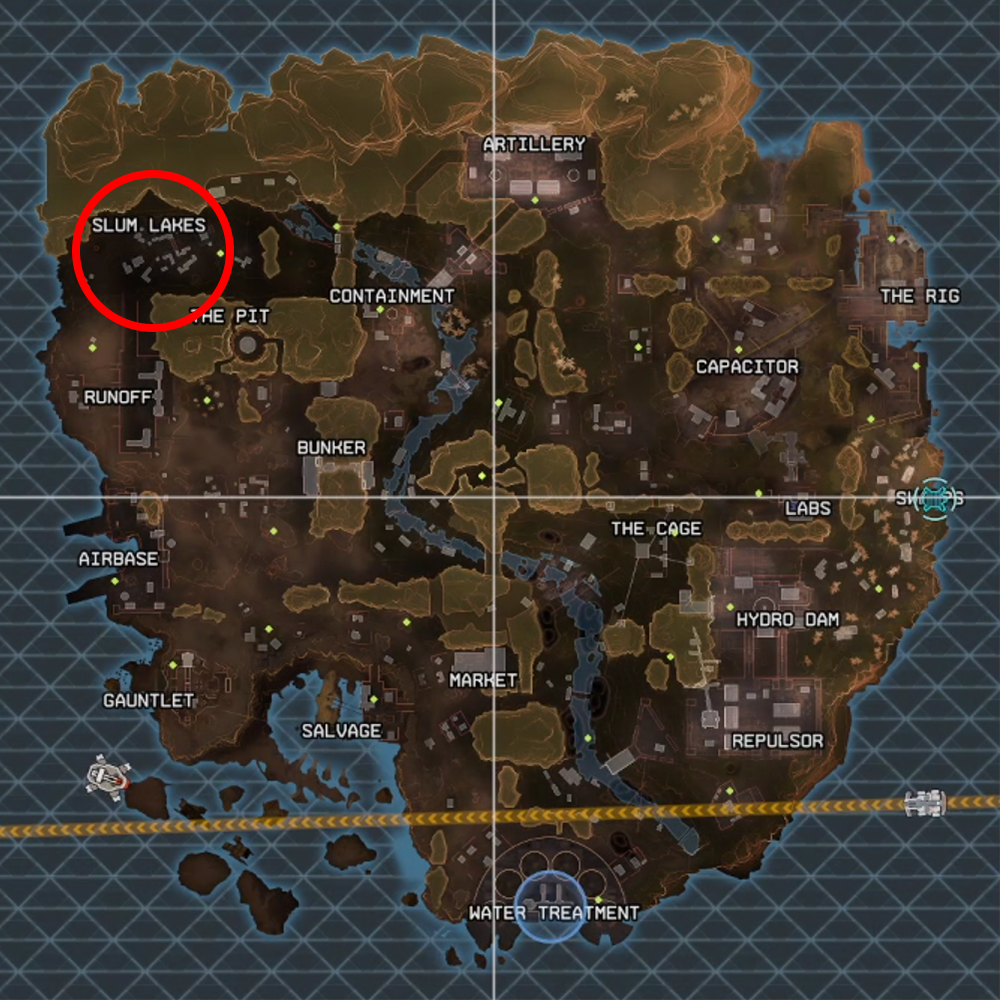 ARTILLERY
SLUM LAKES
CONTAINMENT
THE RIG
THE PIT
CAPACITOR
RUNOFF
BUNKER
LABS
THE CAGE
AIRBASE
HYDRO DAM
MARKET
GAUNTLET
SALVAGE
REPULSOR
WATER TREATMENT